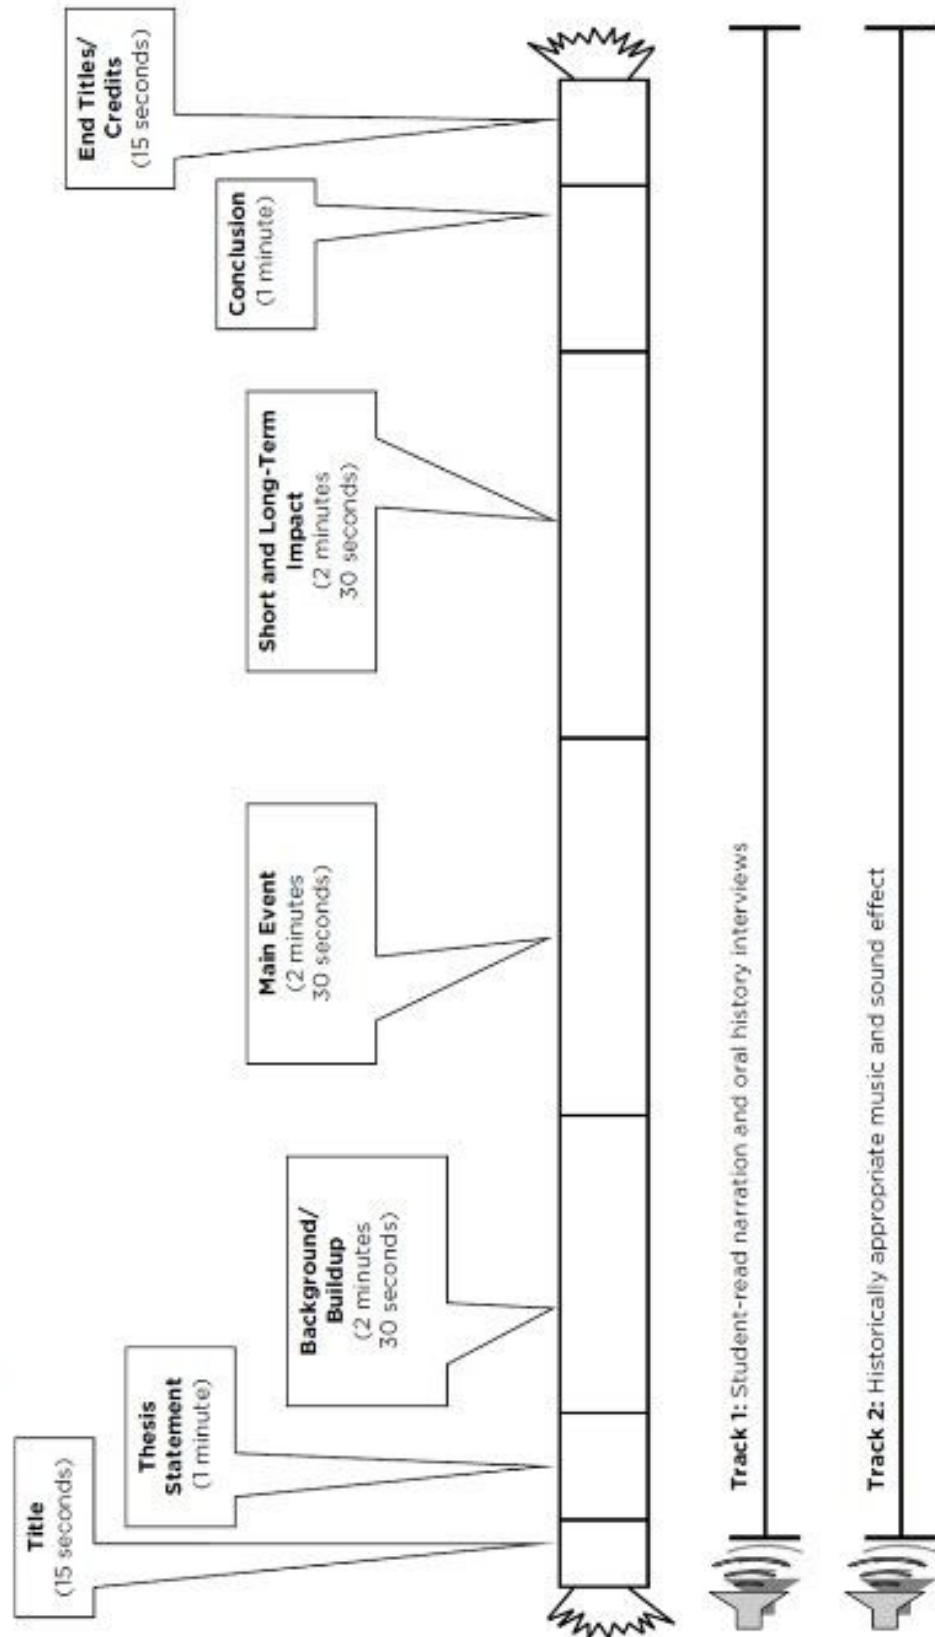 Title
(15 seconds)
Thesis
Statement
(1 minute)
Background/
Buildup
(2 minutes
30 seconds)
Main Event
(2 minutes
30 seconds)
Short and Long-Term
Impact
(2 minutes
30 seconds)
Conclusion
(1 minute)
End Titles/
Credits
(15 seconds)
Track 1: Student-read narration and oral history interviews
Track 2: Historically appropriate music and sound effect